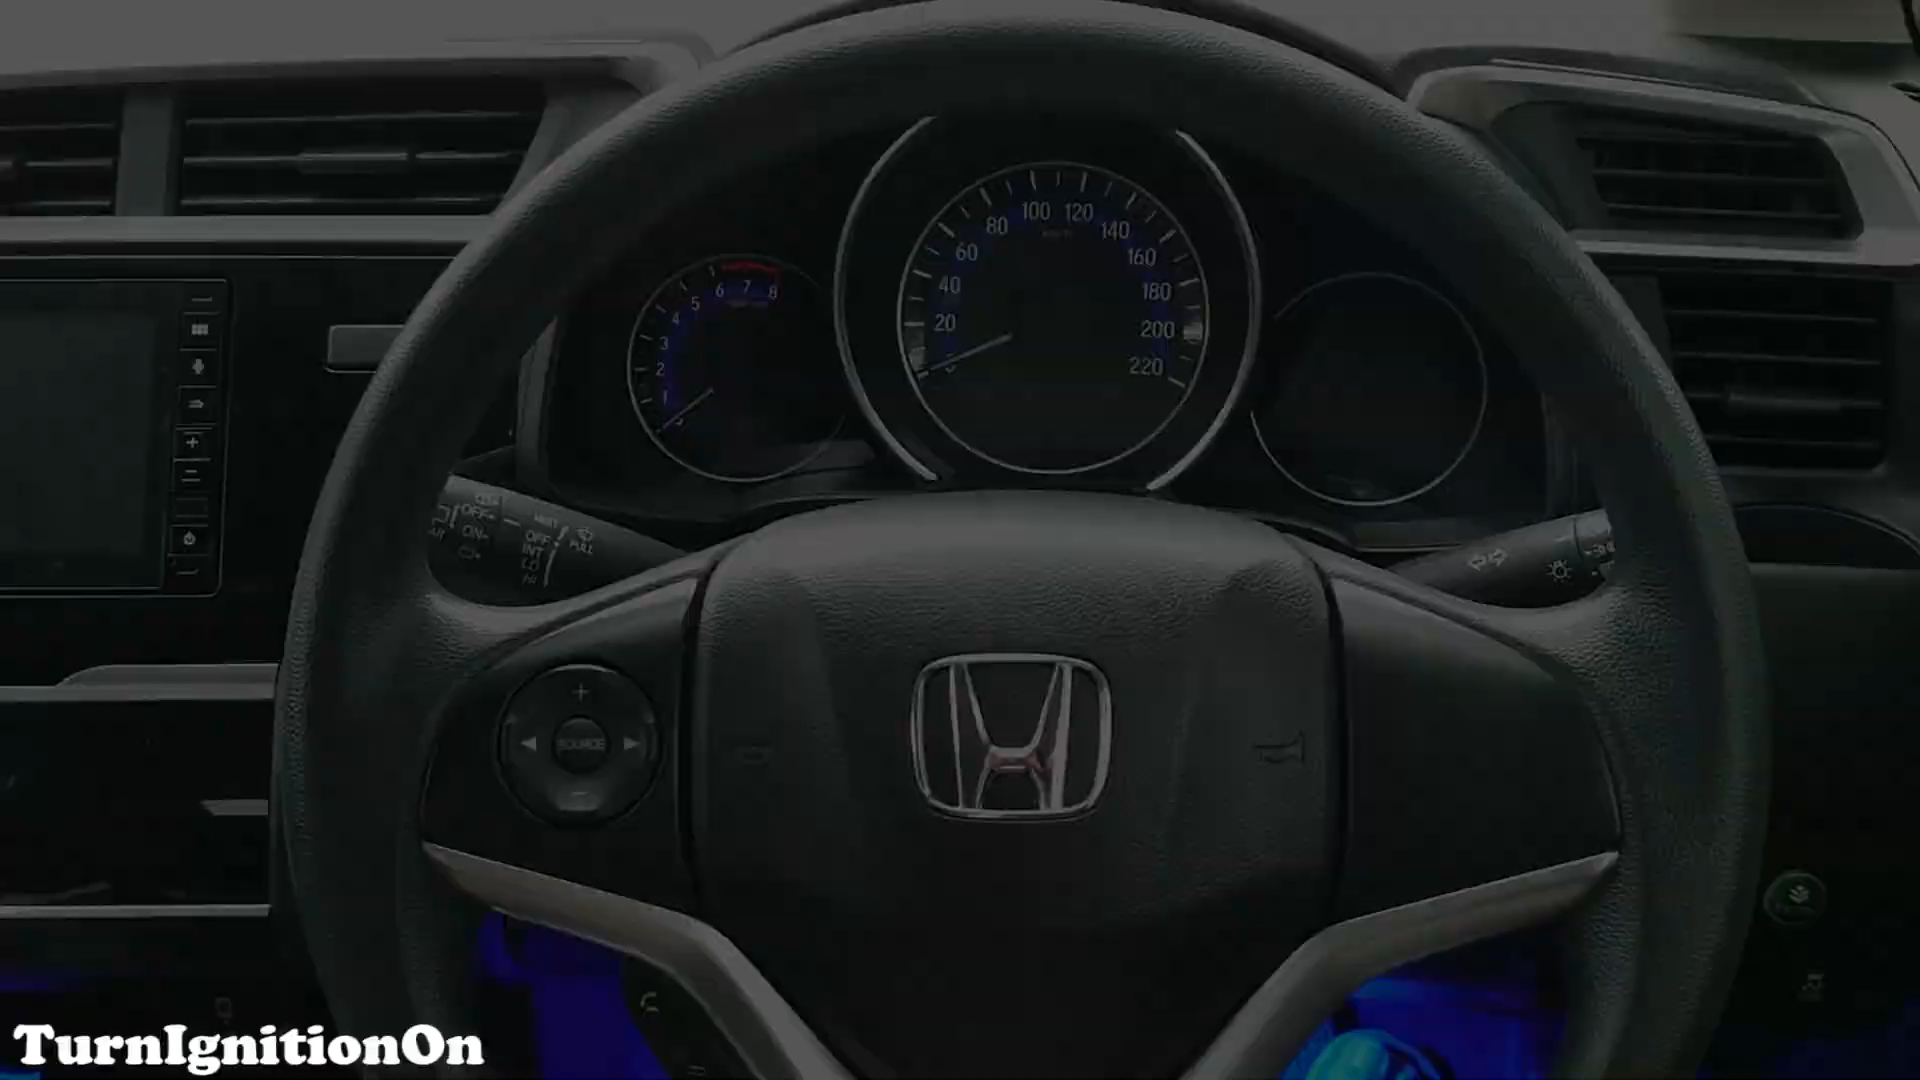 100 120
80 140
60 160
40 180
20 200
220
6 7 8
5
4
3
2
1
OFF
ON
MIST
OFF
INT
LO
HI
PULL
+
SOURCE
TurnIgnitionOn